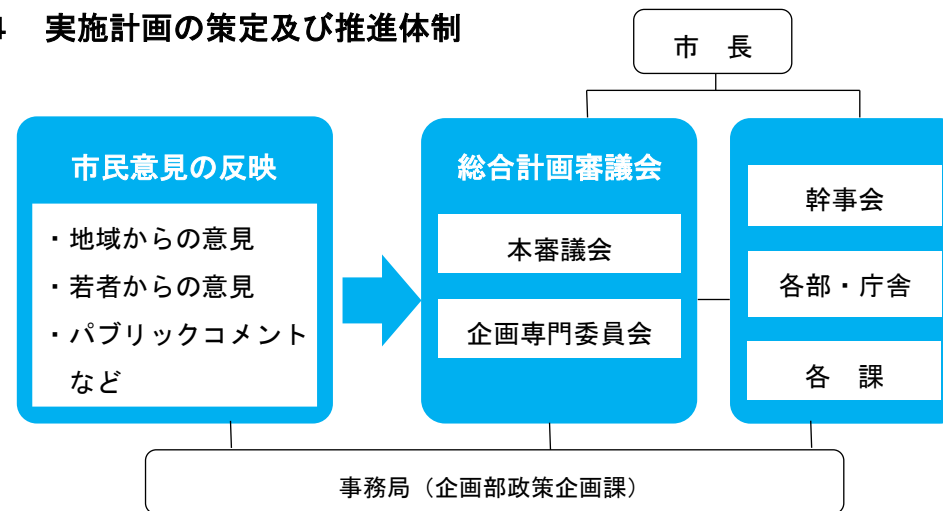 4 実施計画の策定及び推進体制
市 長
市民意見の反映
・地域からの意見
・若者からの意見
・パブリックコメント
など
総合計画審議会
本審議会
企画専門委員会
幹事会
各部・庁舎
各 課
事務局（企画部政策企画課）